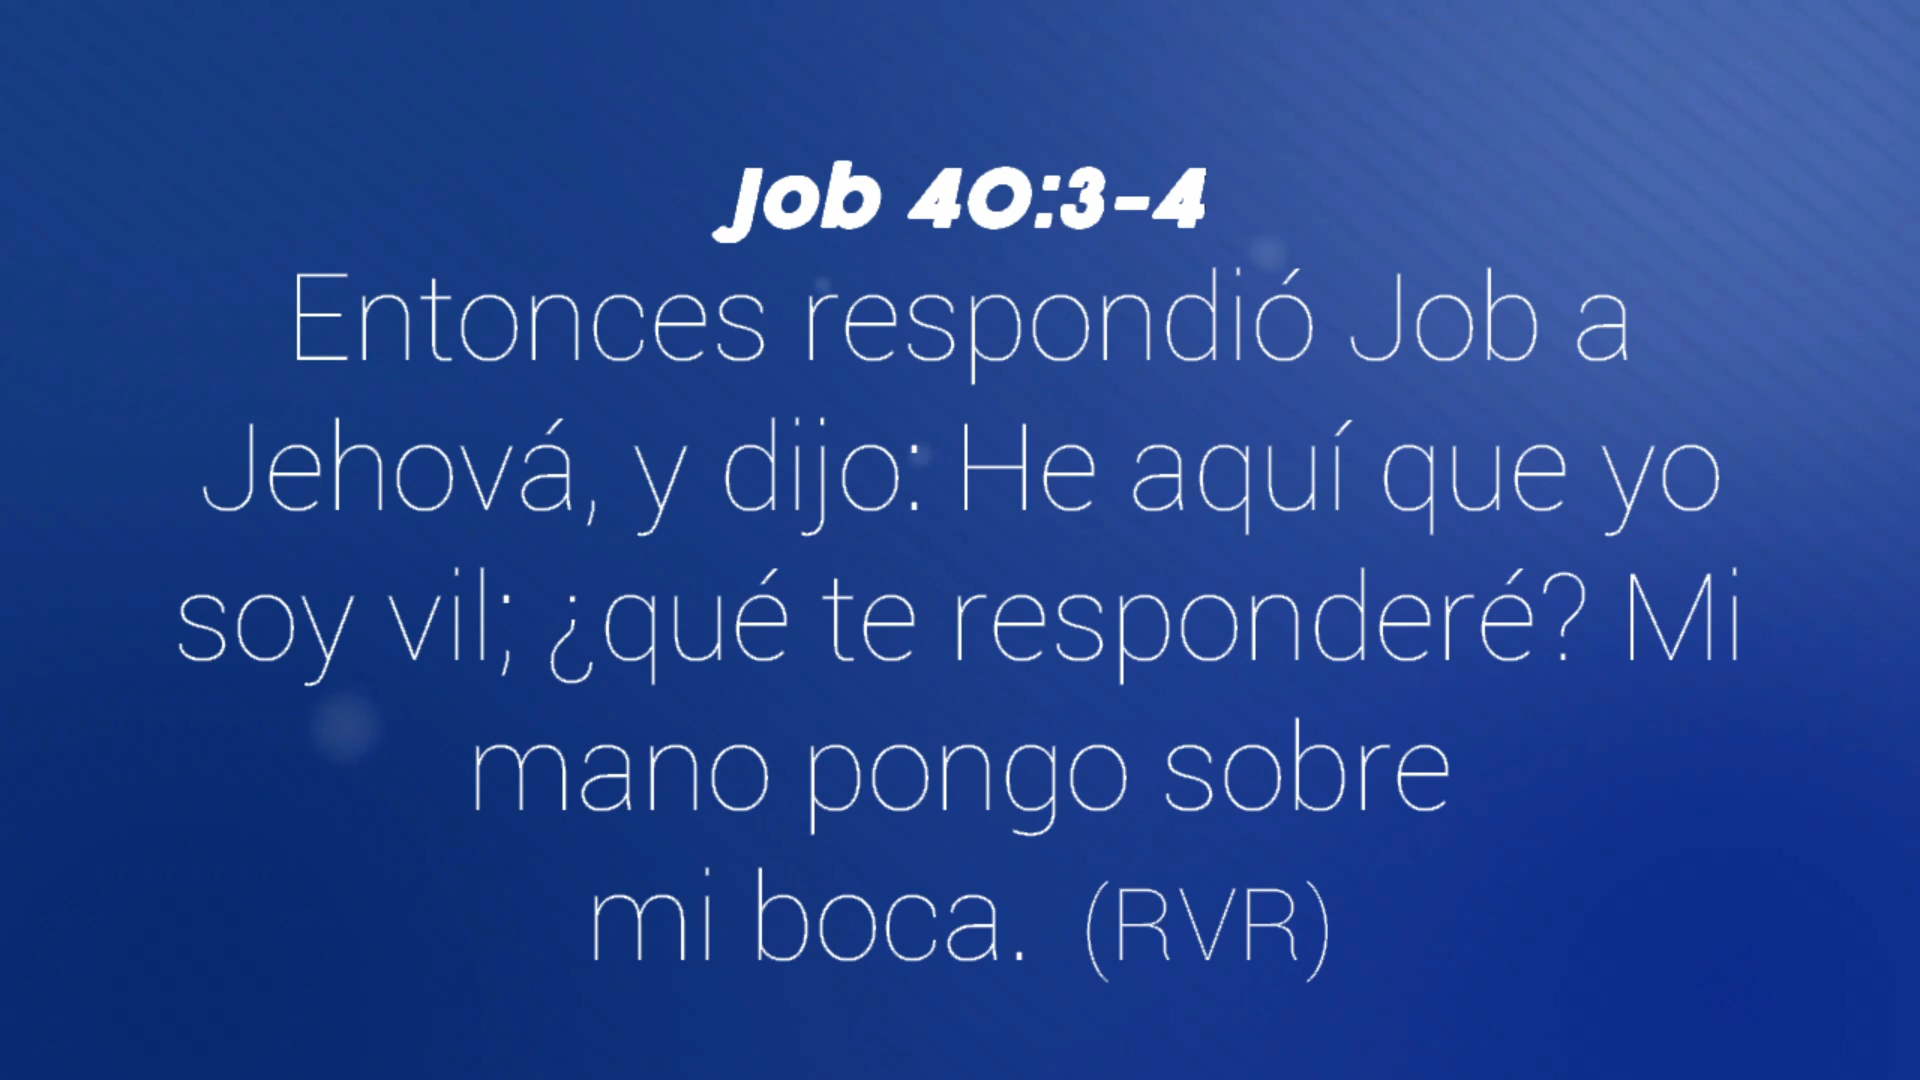 Job 40:3-4
Entonces respondió Job a
Jehová, y dijo: He aquí que yo
soy vil; ¿qué te responderé? Mi
mano pongo sobre
mi boca. (RVR)